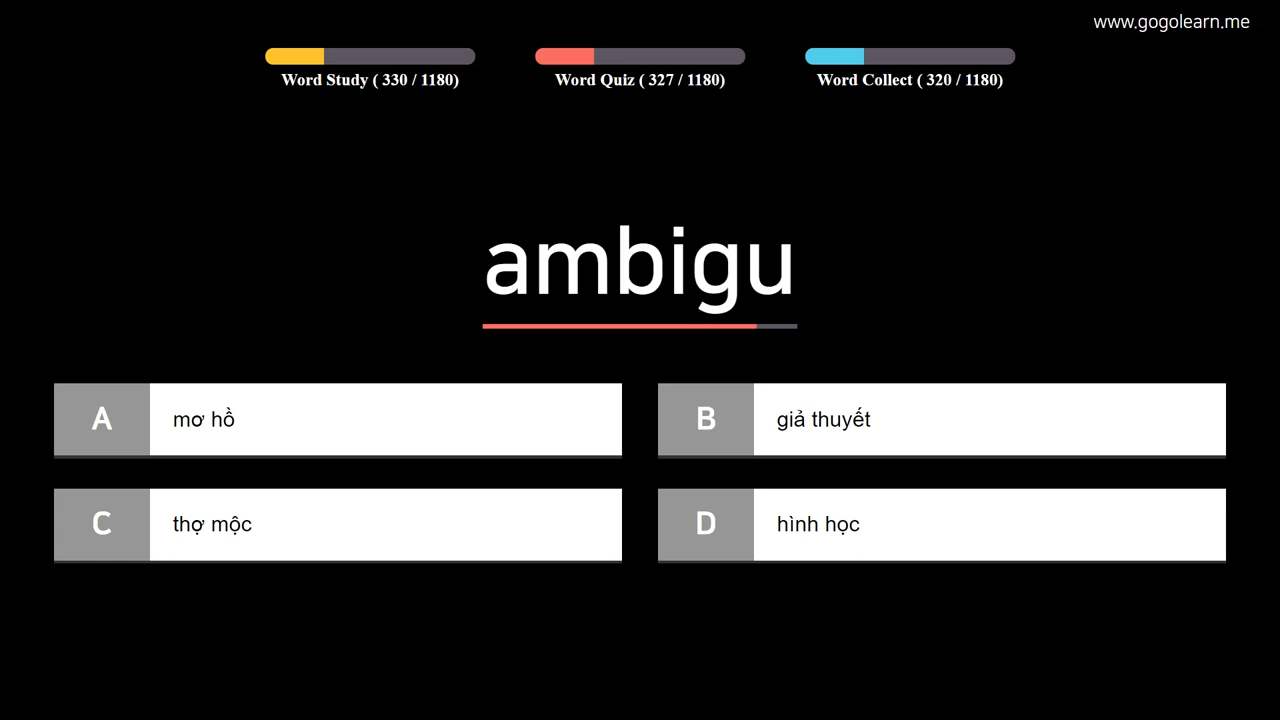 www.gogolearn.me
Word Study ( 330 / 1180)
Word Quiz ( 327 / 1180)
Word Collect ( 320 / 1180)
ambigu
A mơ hồ
B giả thuyết
C thợ mộc
D hình học